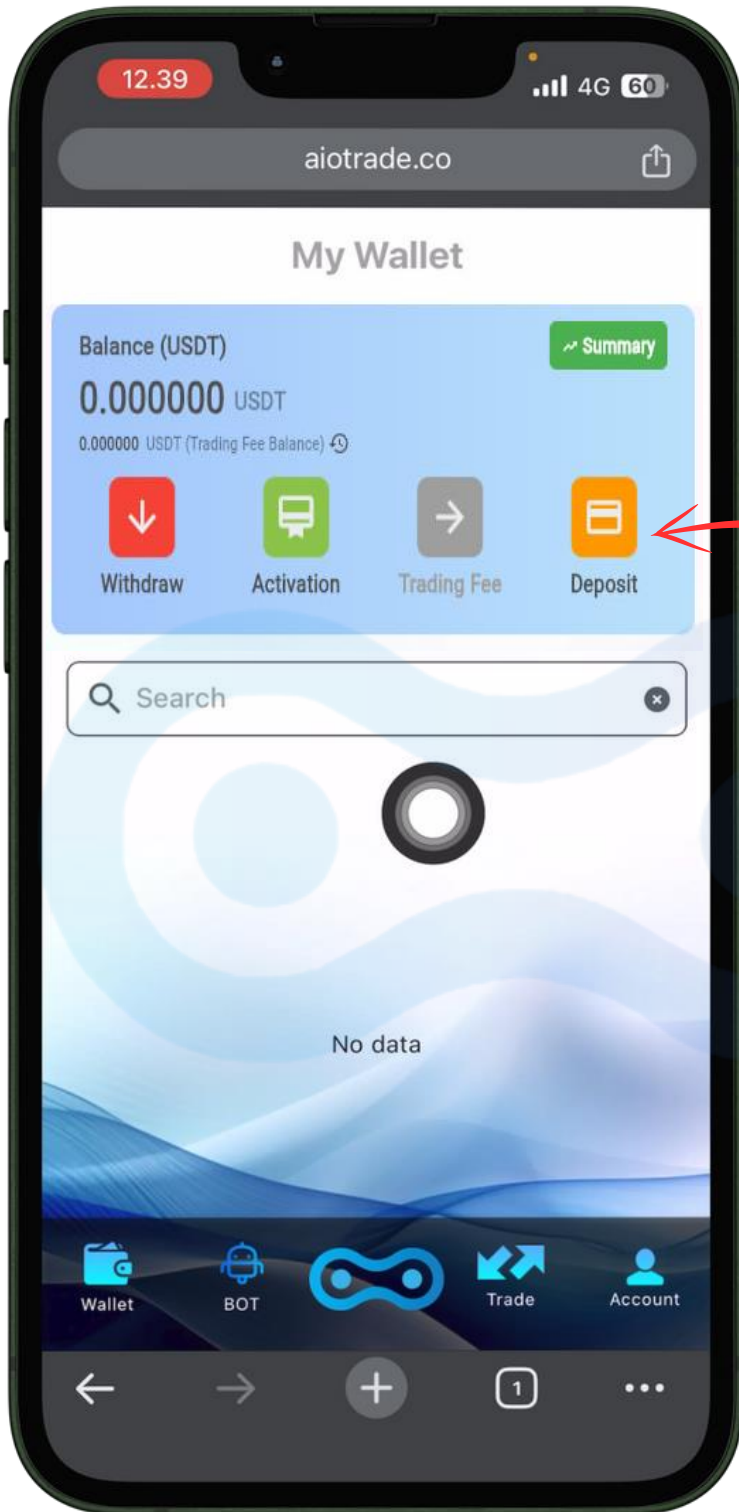 12.39
4G 60
aiotrade.co
My Wallet
Balance (USDT)
Summary
0.000000 USDT
0.000000 USDT (Trading Fee Balance)
Withdraw Activation Trading Fee Deposit
Search
No data
Wallet BOT Trade Account
1